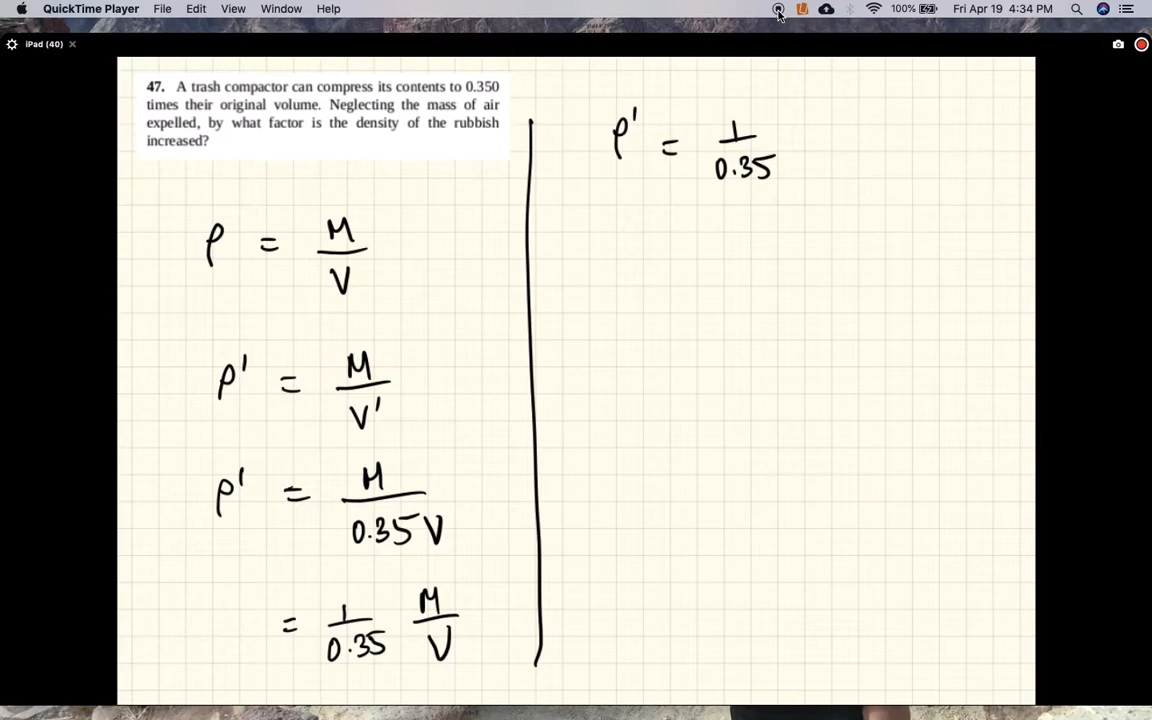 QuickTime Player File Edit View Window Help 100% Fri Apr 19 4:34 PM
iPad (40)
47. A trash compactor can compress its contents to 0.350
times their original volume. Neglecting the mass of air
expelled, by what factor is the density of the rubbish
increased?
ρ = M/V
ρ' = M/V'
ρ' = M/0.35V
= 1/0.35 M/V
ρ' = 1/0.35